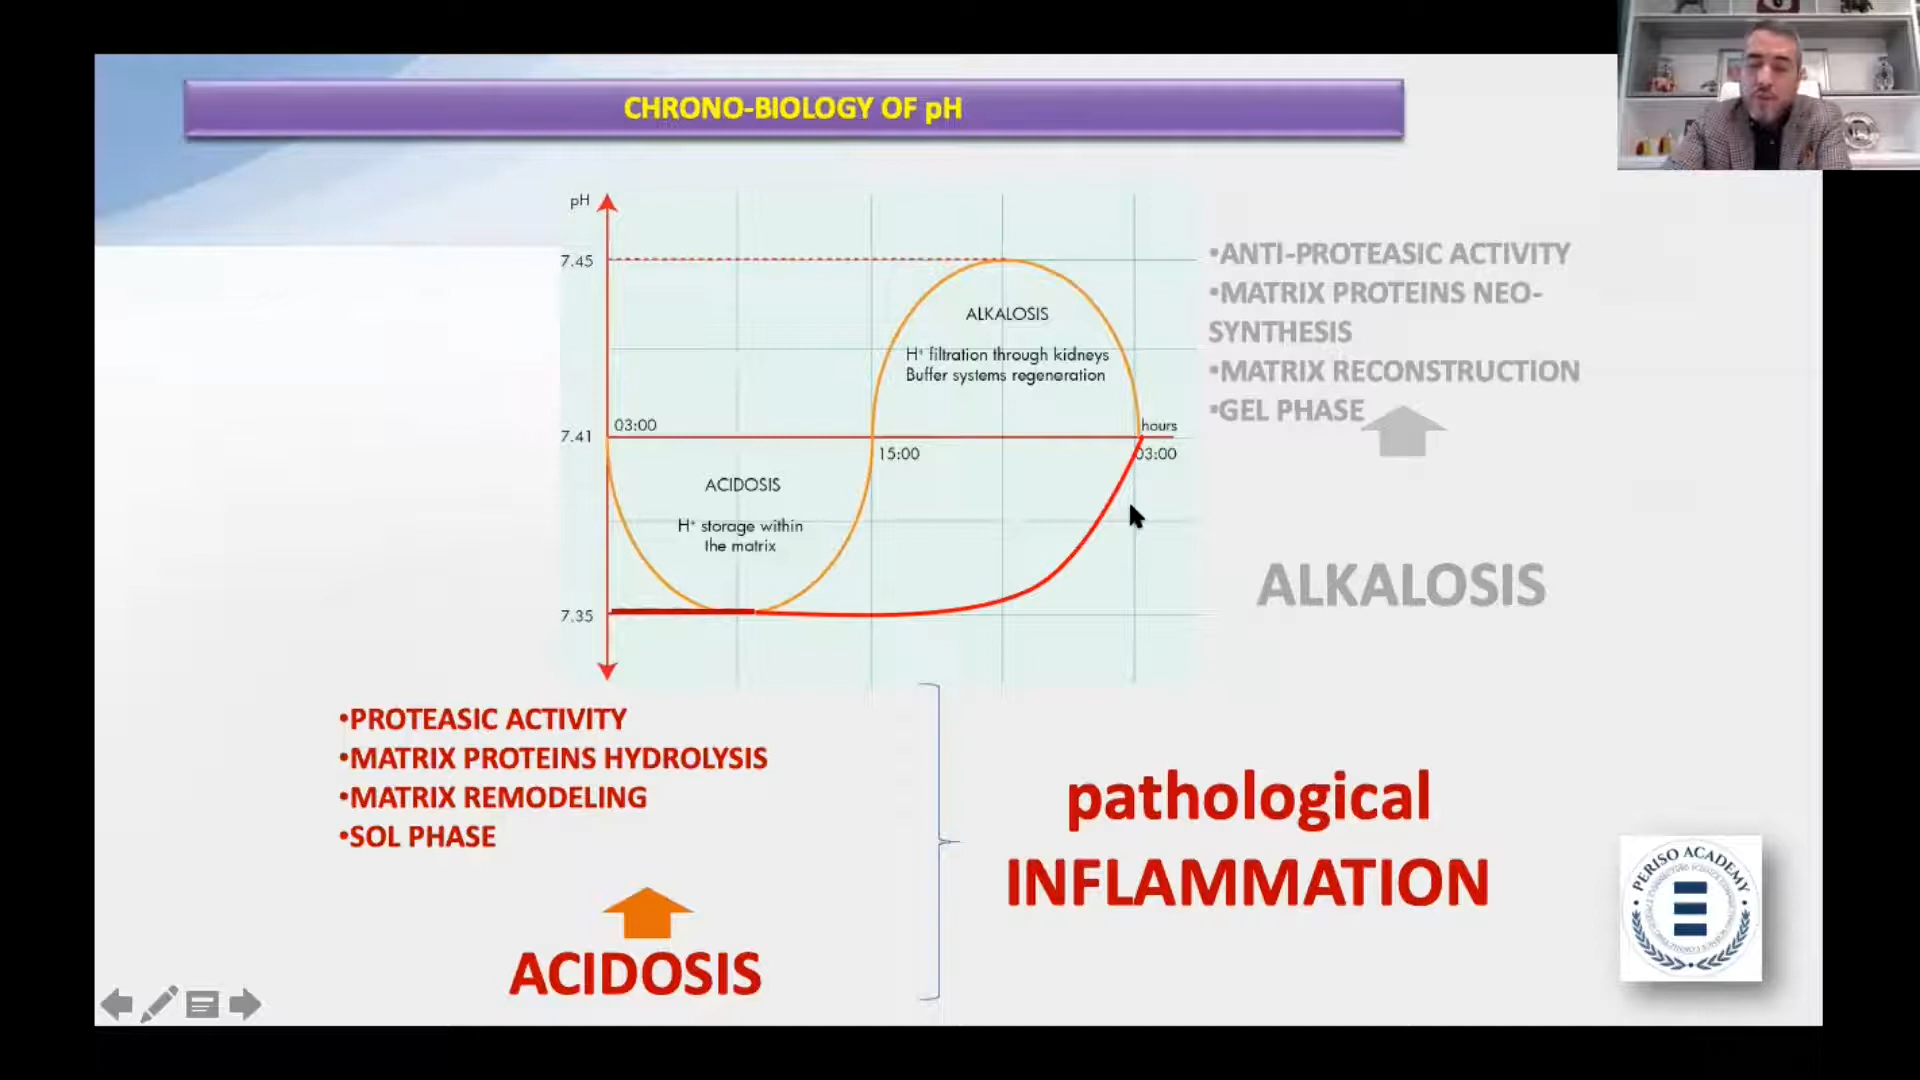 CHRONO-BIOLOGY OF pH
pH
7.45
ALKALOSIS
H⁺ filtration through kidneys
Buffer systems regeneration
03:00
hours
7.41
15:00
03:00
ACIDOSIS
H⁺ storage within
the matrix
7.35
•ANTI-PROTEASIC ACTIVITY
•MATRIX PROTEINS NEO-
SYNTHESIS
•MATRIX RECONSTRUCTION
•GEL PHASE
ALKALOSIS
•PROTEASIC ACTIVITY
•MATRIX PROTEINS HYDROLYSIS
•MATRIX REMODELING
•SOL PHASE
ACIDOSIS
pathological
INFLAMMATION
PERISO ACADEMY